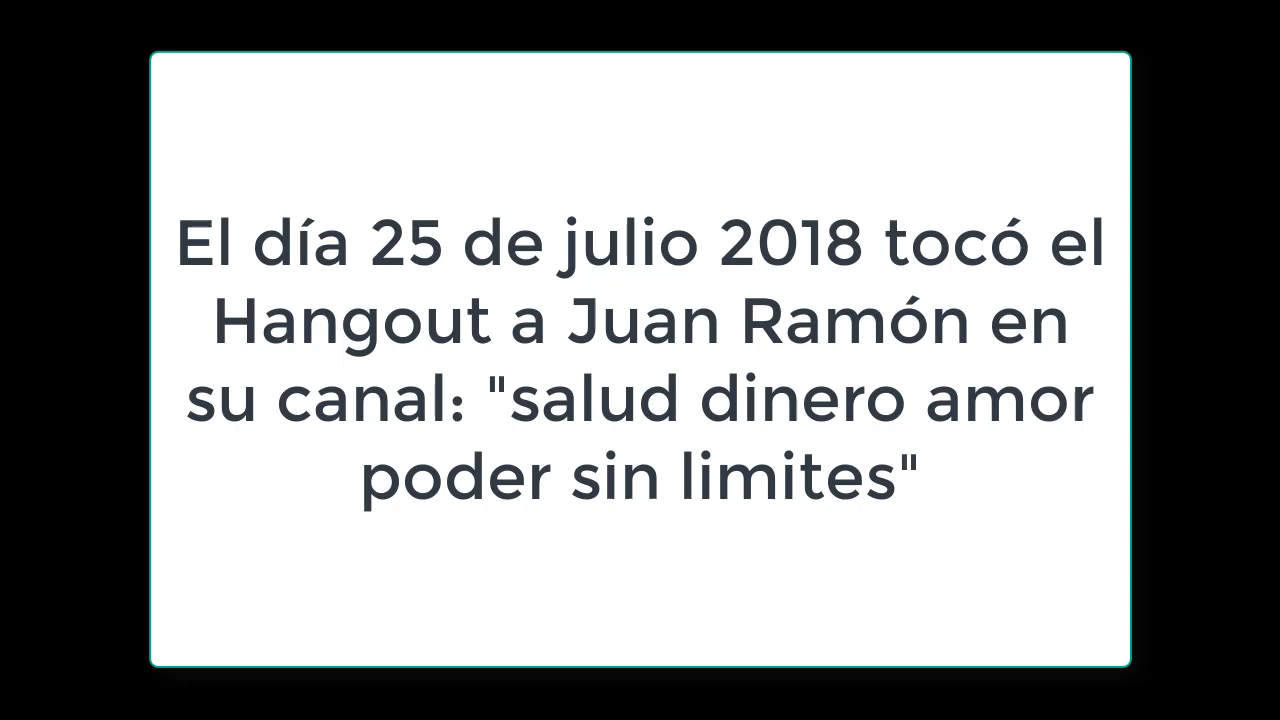 El día 25 de julio 2018 tocó el
Hangout a Juan Ramón en
su canal: "salud dinero amor
poder sin limites"